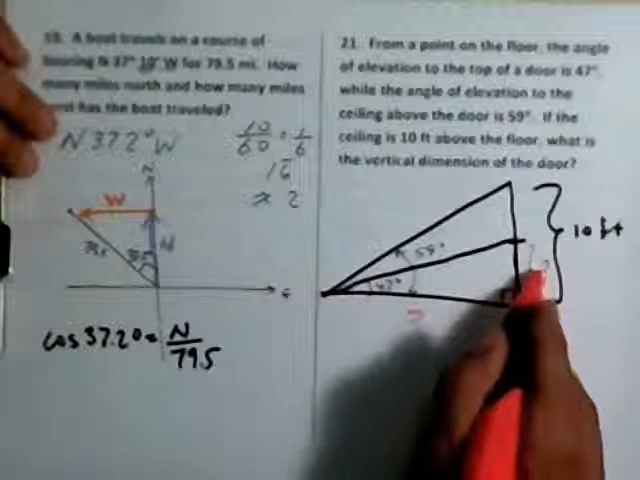 19. A boat travels on a course of
bearing N 37° 10' W for 79.5 mi. How
many miles north and how many miles
west has the boat traveled?
N 37.2° W
10/60 = 1/6
.16
≈ .2
N
W
N
79.5
E
cos 37.2° = N/79.5
21. From a point on the floor, the angle
of elevation to the top of a door is 47°,
while the angle of elevation to the
ceiling above the door is 59°. If the
ceiling is 10 ft above the floor, what is
the vertical dimension of the door?
59°
47°
10 ft
?
?